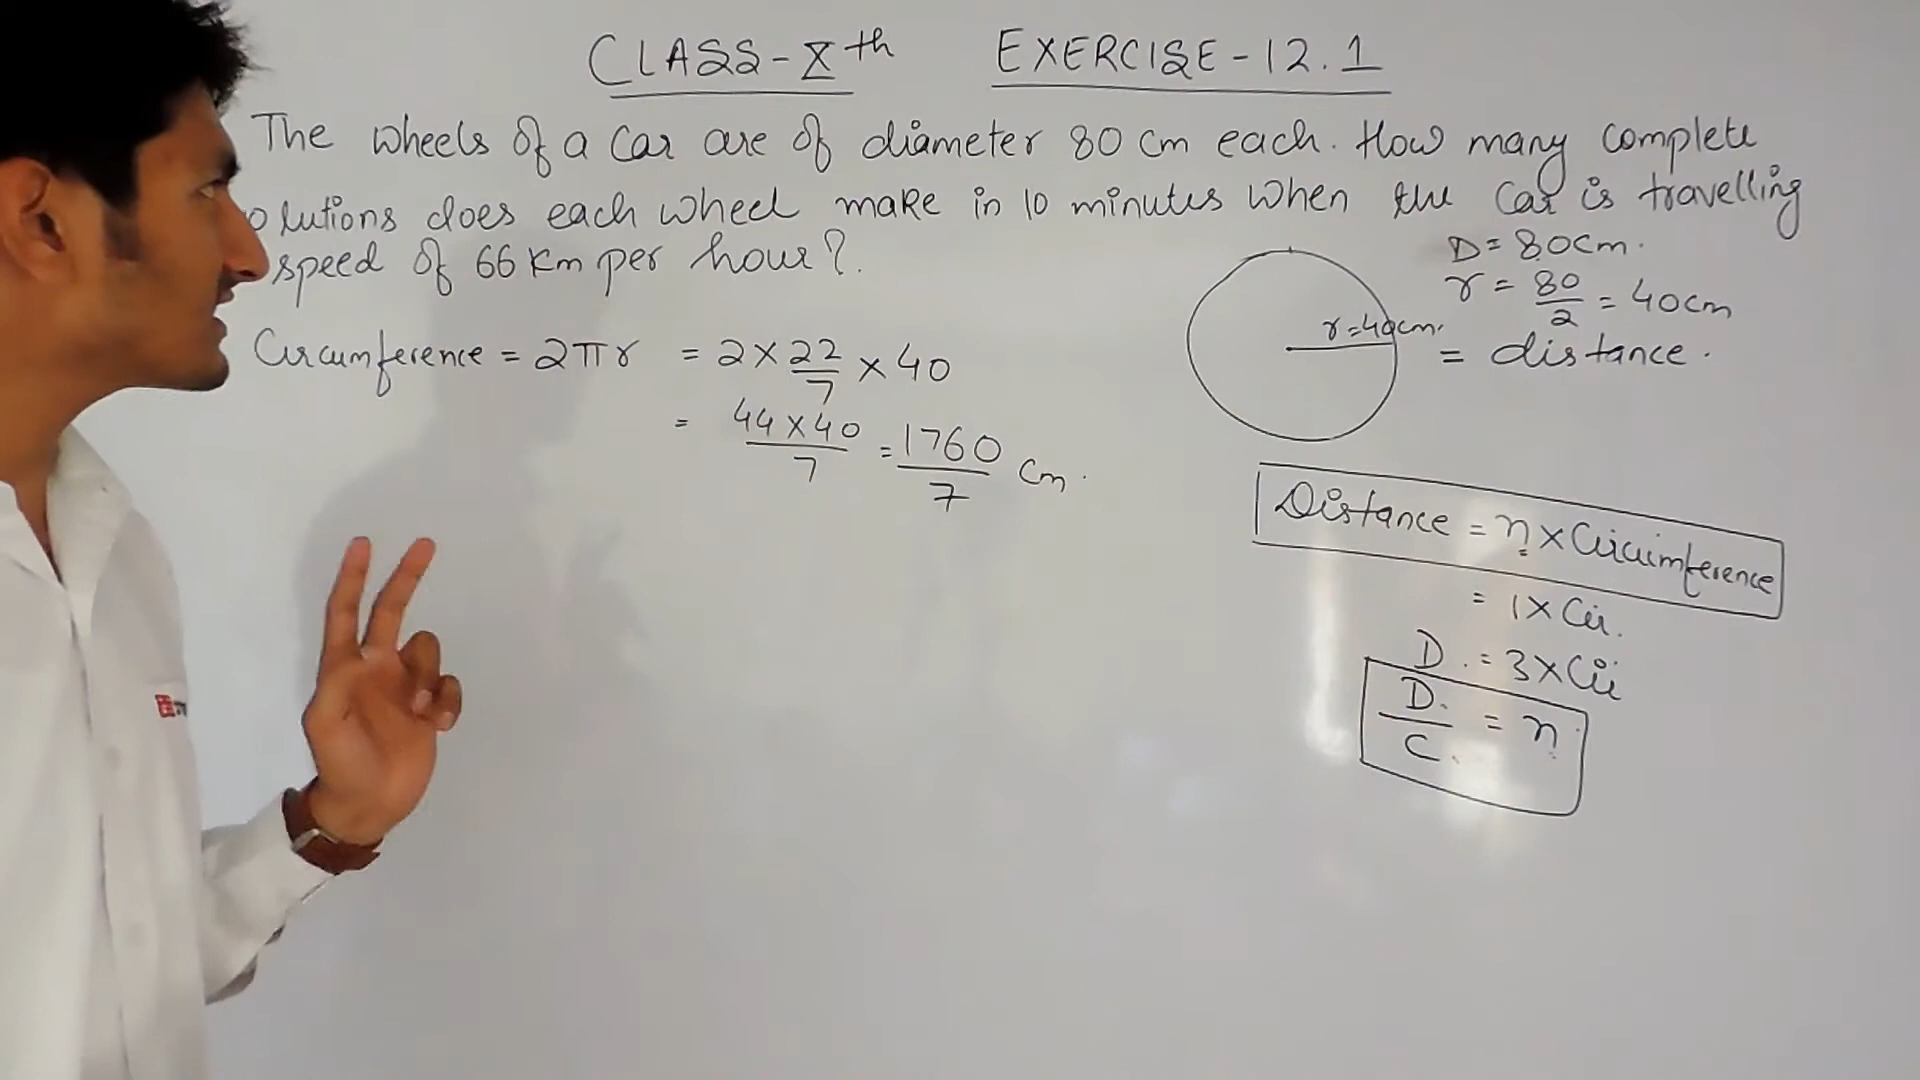 CLASS-Xth EXERCISE-12.1
The wheels of a car are of diameter 80 cm each. How many complete
olutions does each wheel make in 10 minutes when the car is travelling
speed of 66 Km per hour?
D = 80cm.
r = 80/2 = 40cm
r=40cm.
= distance.
Circumference = 2πr = 2 × 22/7 × 40
= 44×40/7 = 1760/7 cm.
Distance = n × Circuimference
= 1 × Cir.
D. = 3×Cir
D./C. = n